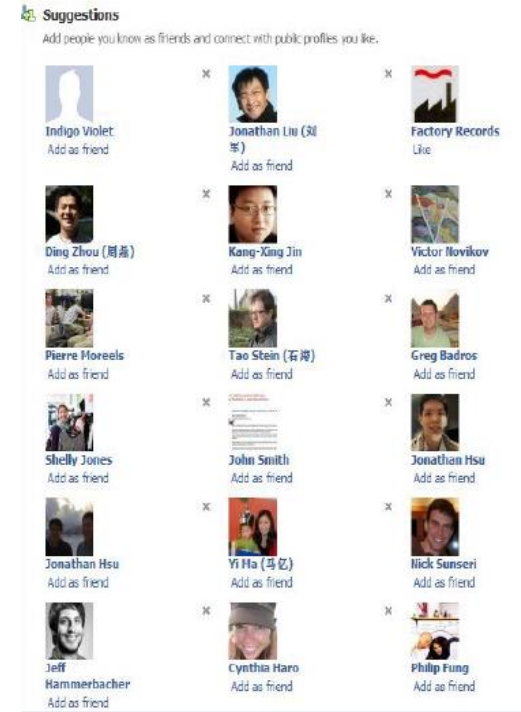 Suggestions
Add people you know as friends and connect with public profiles you like.
x
x
Indigo Violet
Jonathan Liu (刘
军)
Factory Records
Add as friend
Add as friend
Like
x
x
Ding Zhou (周鼎)
Kang-Xing Jin
Victor Novikov
Add as friend
Add as friend
Add as friend
x
x
Pierre Moreels
Tao Stein (石涛)
Greg Badros
Add as friend
Add as friend
Add as friend
x
x
Shelly Jones
John Smith
Jonathan Hsu
Add as friend
Add as friend
Add as friend
x
x
Jonathan Hsu
Yi Ma (马亿)
Nick Sunseri
Add as friend
Add as friend
Add as friend
x
x
Jeff
Hammerbacher
Cynthia Haro
Philip Fung
Add as friend
Add as friend
Add as friend